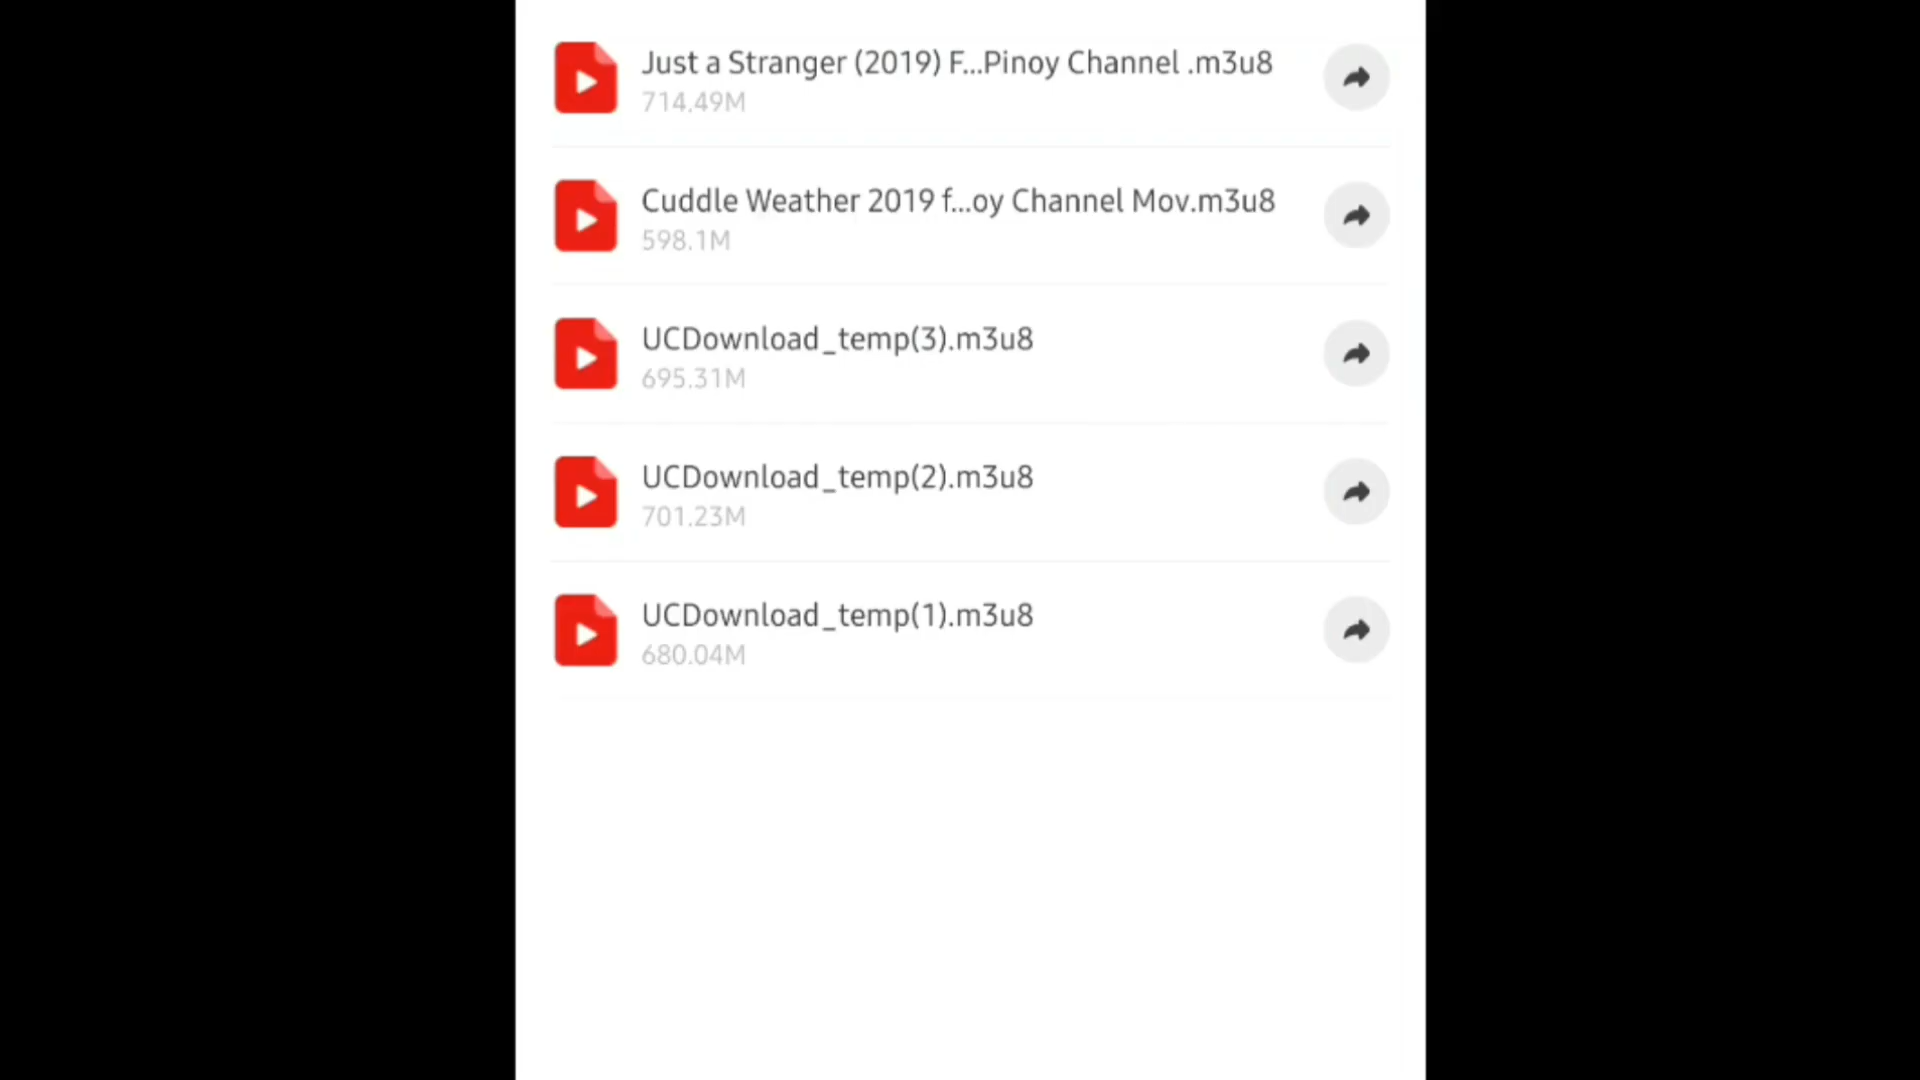 Just a Stranger (2019) F...Pinoy Channel .m3u8
714.49M
Cuddle Weather 2019 f...oy Channel Mov.m3u8
598.1M
UCDownload_temp(3).m3u8
695.31M
UCDownload_temp(2).m3u8
701.23M
UCDownload_temp(1).m3u8
680.04M